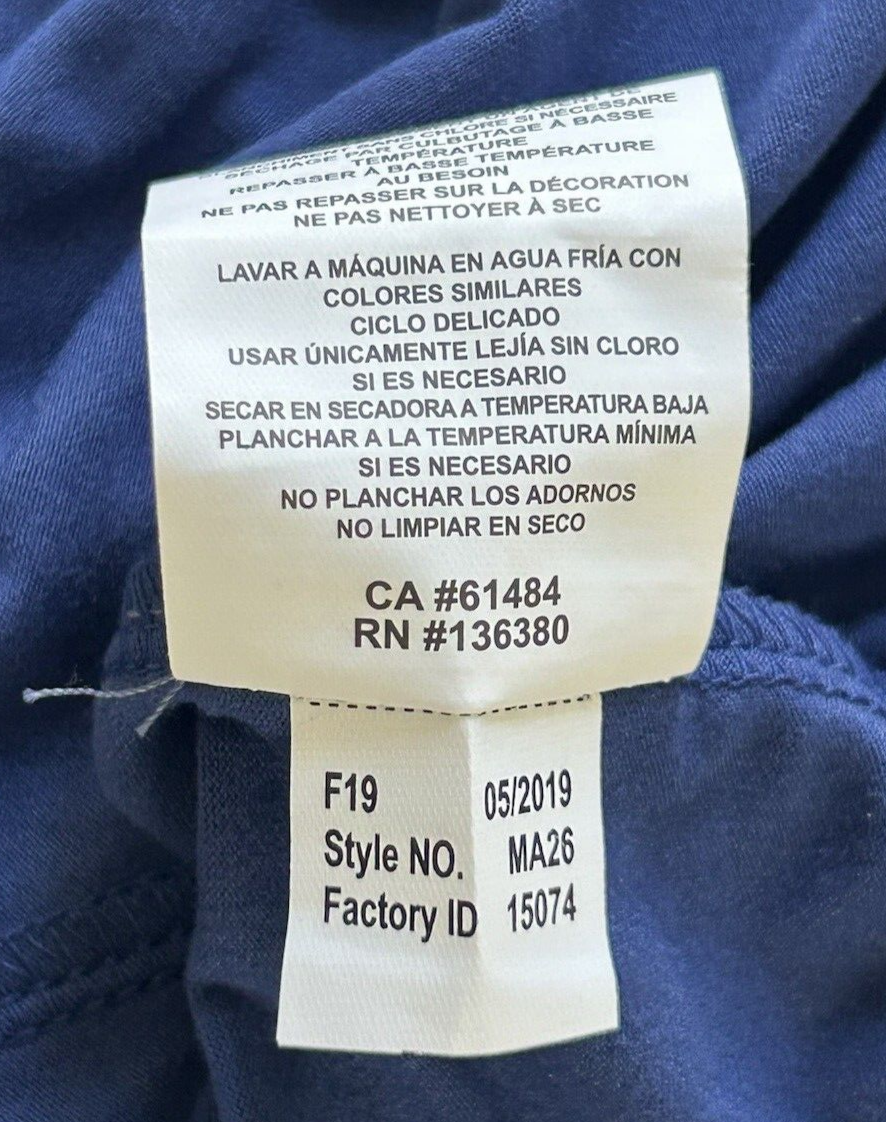 CHLORE SI NÉCESSAIRE
SÉCHAGE PAR CULBUTAGE À BASSE
TEMPÉRATURE
REPASSER À BASSE TEMPÉRATURE
AU BESOIN
NE PAS REPASSER SUR LA DÉCORATION
NE PAS NETTOYER À SEC
LAVAR A MÁQUINA EN AGUA FRÍA CON
COLORES SIMILARES
CICLO DELICADO
USAR ÚNICAMENTE LEJÍA SIN CLORO
SI ES NECESARIO
SECAR EN SECADORA A TEMPERATURA BAJA
PLANCHAR A LA TEMPERATURA MÍNIMA
SI ES NECESARIO
NO PLANCHAR LOS ADORNOS
NO LIMPIAR EN SECO
CA #61484
RN #136380
F19 05/2019
Style NO. MA26
Factory ID 15074